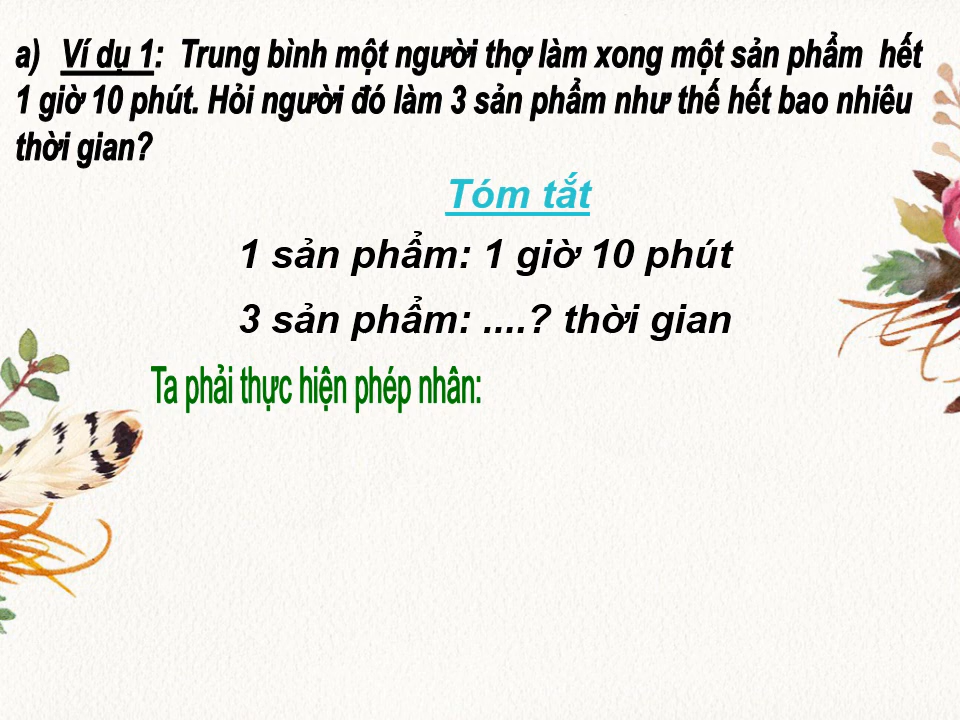 a) Ví dụ 1: Trung bình một người thợ làm xong một sản phẩm hết
1 giờ 10 phút. Hỏi người đó làm 3 sản phẩm như thế hết bao nhiêu
thời gian?
Tóm tắt
1 sản phẩm: 1 giờ 10 phút
3 sản phẩm: ....? thời gian
Ta phải thực hiện phép nhân: